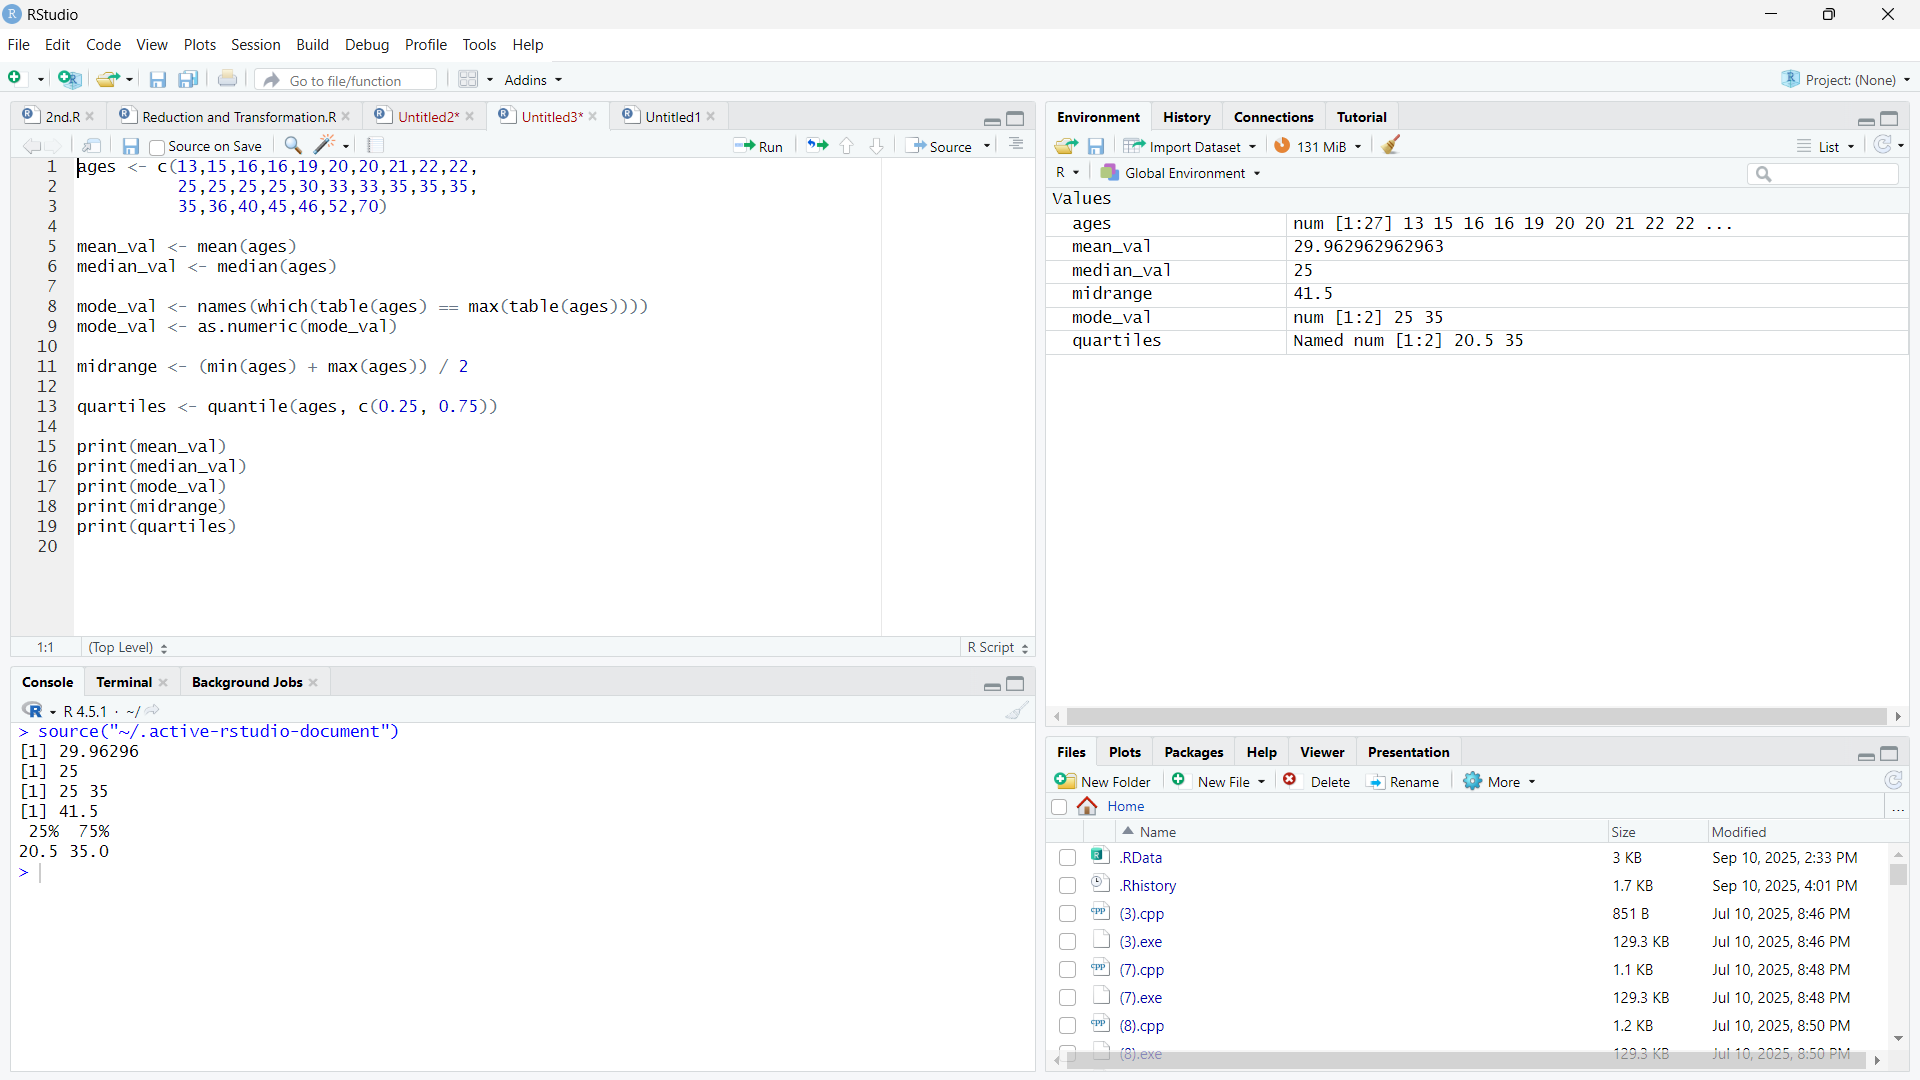 RStudio
File Edit Code View Plots Session Build Debug Profile Tools Help
Go to file/function Addins Project: (None)
2nd.R Reduction and Transformation.R Untitled2* Untitled3* Untitled1
Source on Save Run Source
1 ages <- c(13,15,16,16,19,20,20,21,22,22,
2 25,25,25,25,30,33,33,35,35,35,
3 35,36,40,45,46,52,70)
4
5 mean_val <- mean(ages)
6 median_val <- median(ages)
7
8 mode_val <- names(which(table(ages) == max(table(ages))))
9 mode_val <- as.numeric(mode_val)
10
11 midrange <- (min(ages) + max(ages)) / 2
12
13 quartiles <- quantile(ages, c(0.25, 0.75))
14
15 print(mean_val)
16 print(median_val)
17 print(mode_val)
18 print(midrange)
19 print(quartiles)
20
1:1 (Top Level) R Script
Console Terminal Background Jobs
R 4.5.1 · ~/
> source("~/.active-rstudio-document")
[1] 29.96296
[1] 25
[1] 25 35
[1] 41.5
25% 75%
20.5 35.0
>
Environment History Connections Tutorial
Import Dataset 131 MiB List
R Global Environment
Values
ages num [1:27] 13 15 16 16 19 20 20 21 22 22 ...
mean_val 29.962962962963
median_val 25
midrange 41.5
mode_val num [1:2] 25 35
quartiles Named num [1:2] 20.5 35
Files Plots Packages Help Viewer Presentation
New Folder New File Delete Rename More
Home ...
Name Size Modified
.RData 3 KB Sep 10, 2025, 2:33 PM
.Rhistory 1.7 KB Sep 10, 2025, 4:01 PM
(3).cpp 851 B Jul 10, 2025, 8:46 PM
(3).exe 129.3 KB Jul 10, 2025, 8:46 PM
(7).cpp 1.1 KB Jul 10, 2025, 8:48 PM
(7).exe 129.3 KB Jul 10, 2025, 8:48 PM
(8).cpp 1.2 KB Jul 10, 2025, 8:50 PM
(8).exe 129.3 KB Jul 10, 2025, 8:50 PM